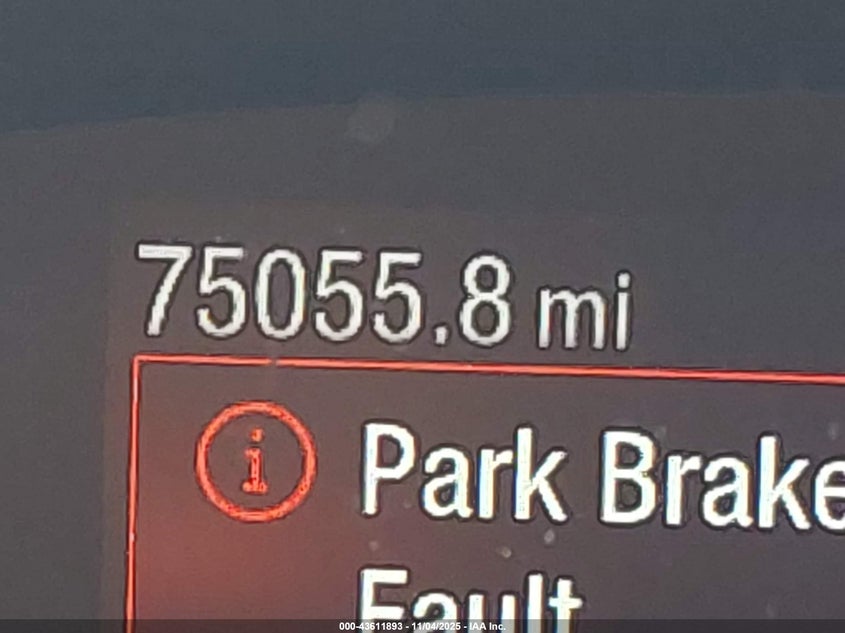 75055.8 mi
i
Park Brake
Fault
000-43611893 - 11/04/2025 - IAA Inc.